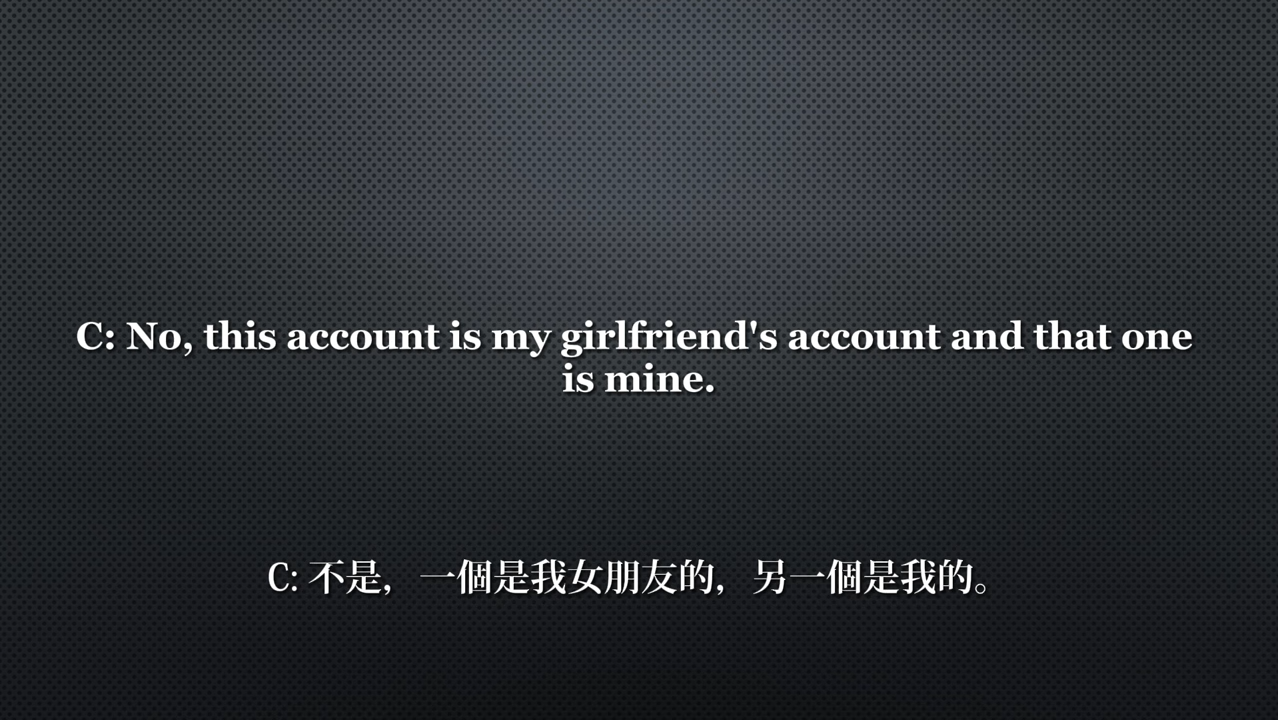 C: No, this account is my girlfriend's account and that one
is mine.
C: 不是，一個是我女朋友的，另一個是我的。